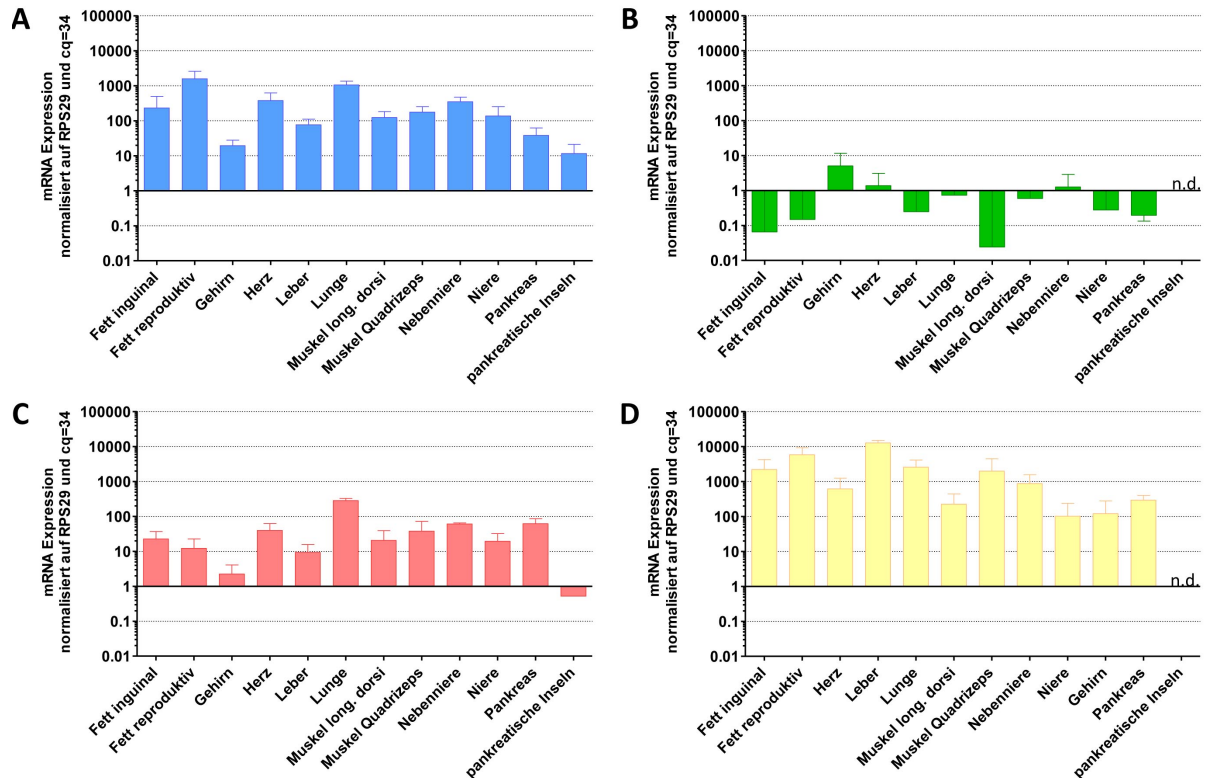 A
mRNA Expression
normalisiert auf RPS29 und cq=34
100000
10000
1000
100
10
1
0.1
0.01
Fett inguinal
Fett reproduktiv
Gehirn
Herz
Leber
Lunge
Muskel long. dorsi
Muskel Quadrizeps
Nebenniere
Niere
Pankreas
pankreatische Inseln
B
mRNA Expression
normalisiert auf RPS29 und cq=34
100000
10000
1000
100
10
1
0.1
0.01
n.d.
Fett inguinal
Fett reproduktiv
Gehirn
Herz
Leber
Lunge
Muskel long. dorsi
Muskel Quadrizeps
Nebenniere
Niere
Pankreas
pankreatische Inseln
C
mRNA Expression
normalisiert auf RPS29 und cq=34
100000
10000
1000
100
10
1
0.1
0.01
Fett inguinal
Fett reproduktiv
Gehirn
Herz
Leber
Lunge
Muskel long. dorsi
Muskel Quadrizeps
Nebenniere
Niere
Pankreas
pankreatische Inseln
D
mRNA Expression
normalisiert auf RPS29 und cq=34
100000
10000
1000
100
10
1
0.1
0.01
n.d.
Fett inguinal
Fett reproduktiv
Herz
Leber
Lunge
Muskel long. dorsi
Muskel Quadrizeps
Nebenniere
Niere
Gehirn
Pankreas
pankreatische Inseln